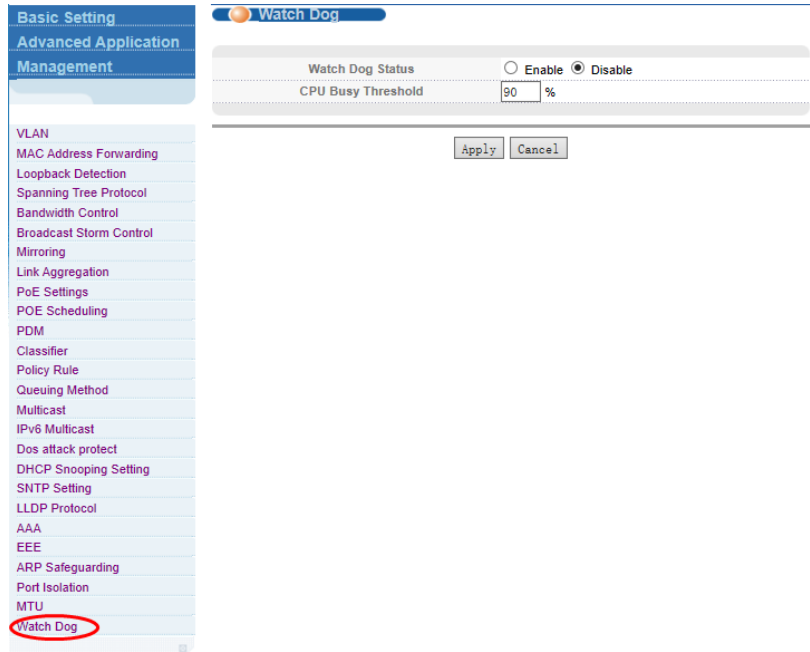 Basic Setting
Advanced Application
Management
VLAN
MAC Address Forwarding
Loopback Detection
Spanning Tree Protocol
Bandwidth Control
Broadcast Storm Control
Mirroring
Link Aggregation
PoE Settings
POE Scheduling
PDM
Classifier
Policy Rule
Queuing Method
Multicast
IPv6 Multicast
Dos attack protect
DHCP Snooping Setting
SNTP Setting
LLDP Protocol
AAA
EEE
ARP Safeguarding
Port Isolation
MTU
Watch Dog
Watch Dog
Watch Dog Status Enable Disable
CPU Busy Threshold 90 %
Apply Cancel